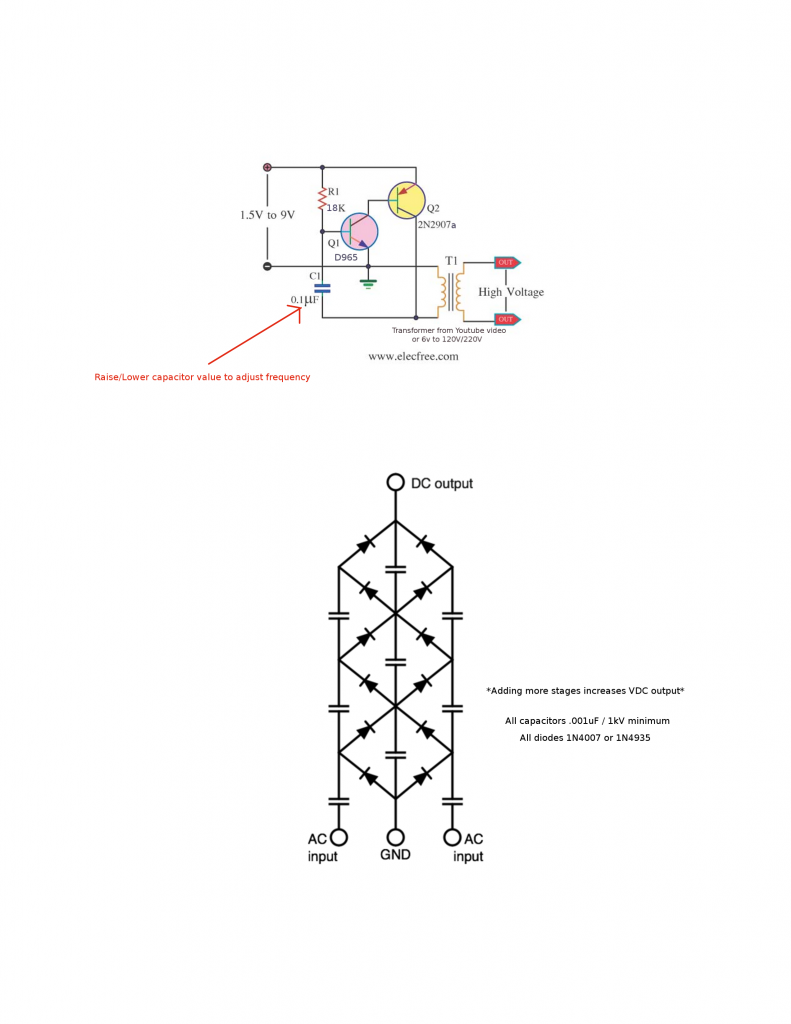 +
R1
18K
Q2
2N2907a
1.5V to 9V
Q1
D965
−
T1
OUT
C1
0.1µF
High Voltage
OUT
Transformer from Youtube video
or 6v to 120V/220V
www.elecfree.com
Raise/Lower capacitor value to adjust frequency
DC output
*Adding more stages increases VDC output*
All capacitors .001uF / 1kV minimum
All diodes 1N4007 or 1N4935
AC
input
GND
AC
input